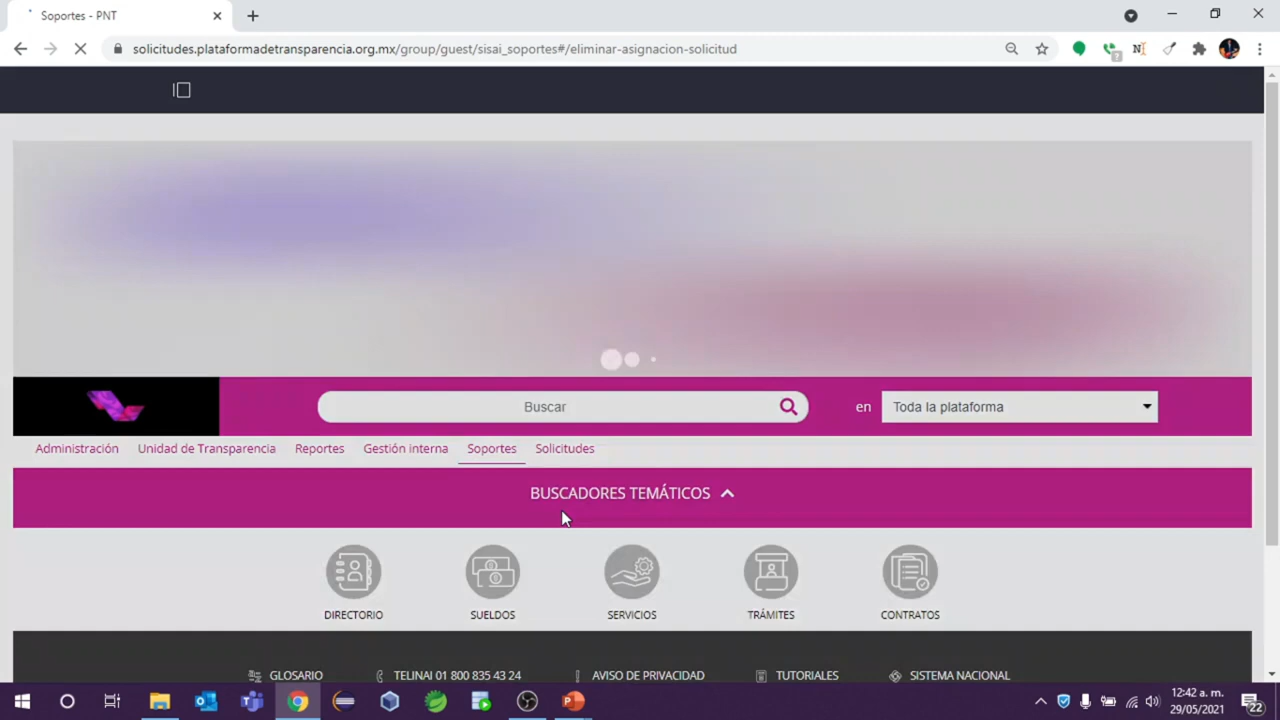 Soportes - PNT
solicitudes.plataformadetransparencia.org.mx/group/guest/sisai_soportes#/eliminar-asignacion-solicitud
Buscar
en
Toda la plataforma
Administración
Unidad de Transparencia
Reportes
Gestión interna
Soportes
Solicitudes
BUSCADORES TEMÁTICOS
DIRECTORIO
SUELDOS
SERVICIOS
TRÁMITES
CONTRATOS
GLOSARIO
TELINAI 01 800 835 43 24
AVISO DE PRIVACIDAD
TUTORIALES
SISTEMA NACIONAL
12:42 a. m.
29/05/2021
22